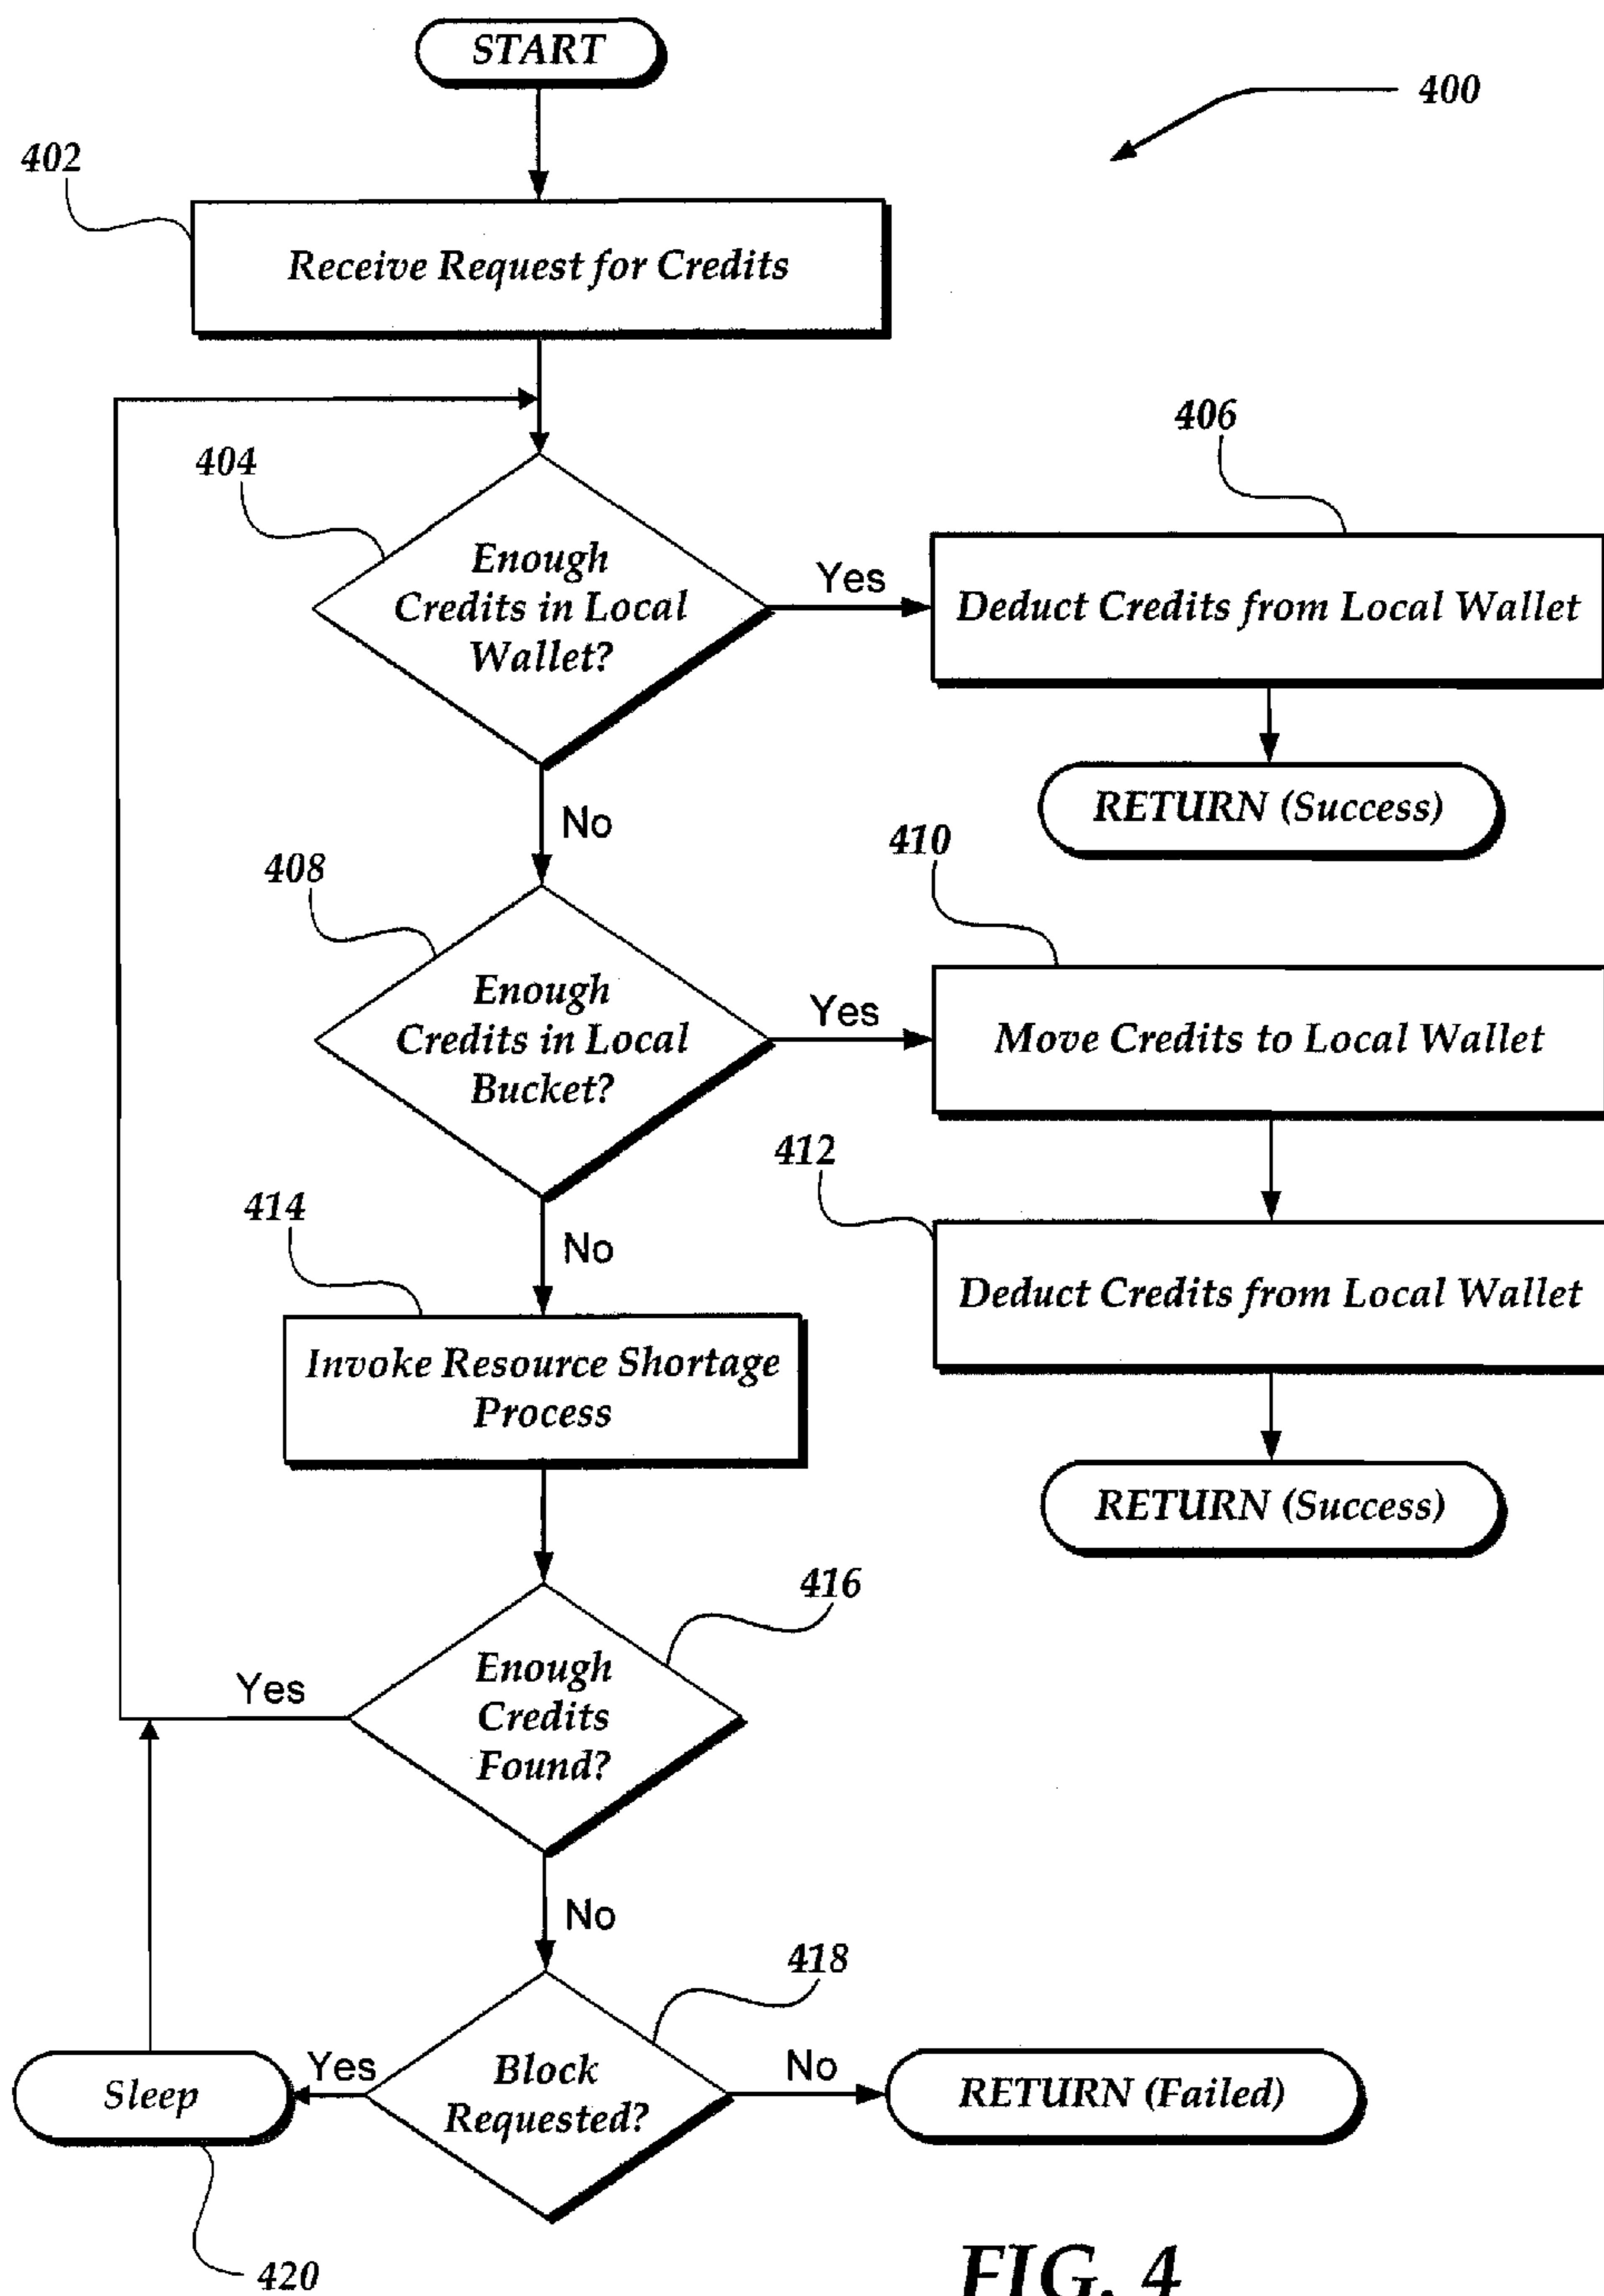 START
400
402
Receive Request for Credits
404
Enough
Credits in Local
Wallet?
Yes
406
Deduct Credits from Local Wallet
RETURN (Success)
No
408
Enough
Credits in Local
Bucket?
Yes
410
Move Credits to Local Wallet
412
Deduct Credits from Local Wallet
RETURN (Success)
No
414
Invoke Resource Shortage
Process
416
Enough
Credits
Found?
Yes
No
418
Block
Requested?
Yes
Sleep
420
No
RETURN (Failed)
FIG. 4